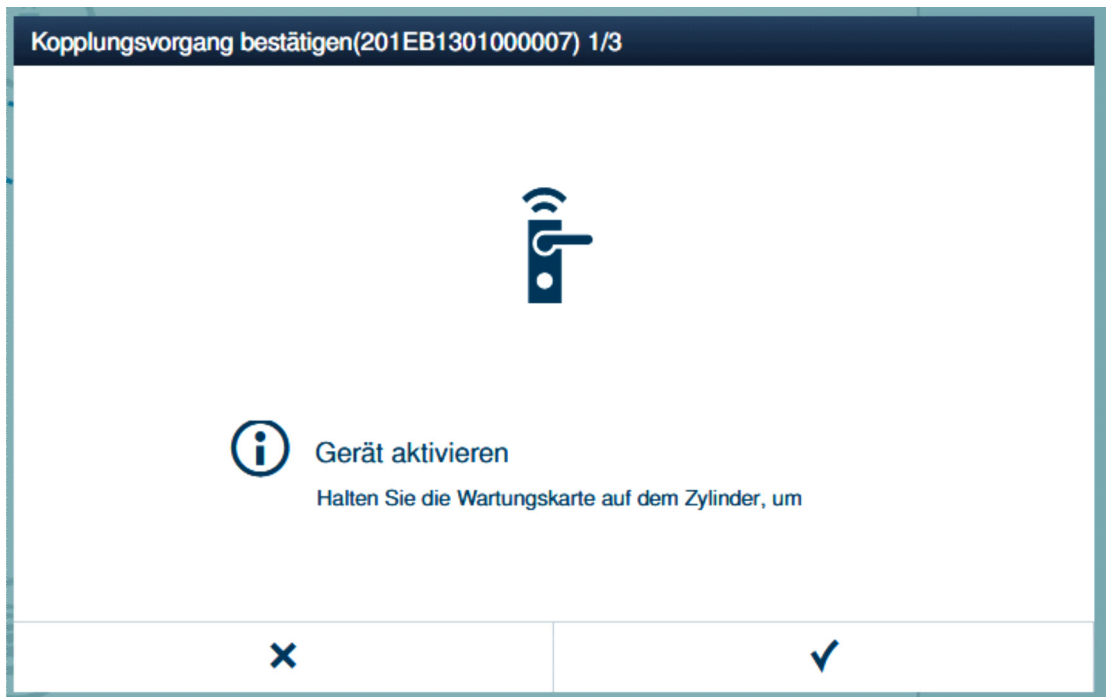 Kopplungsvorgang bestätigen(201EB1301000007) 1/3
Gerät aktivieren
Halten Sie die Wartungskarte auf dem Zylinder, um